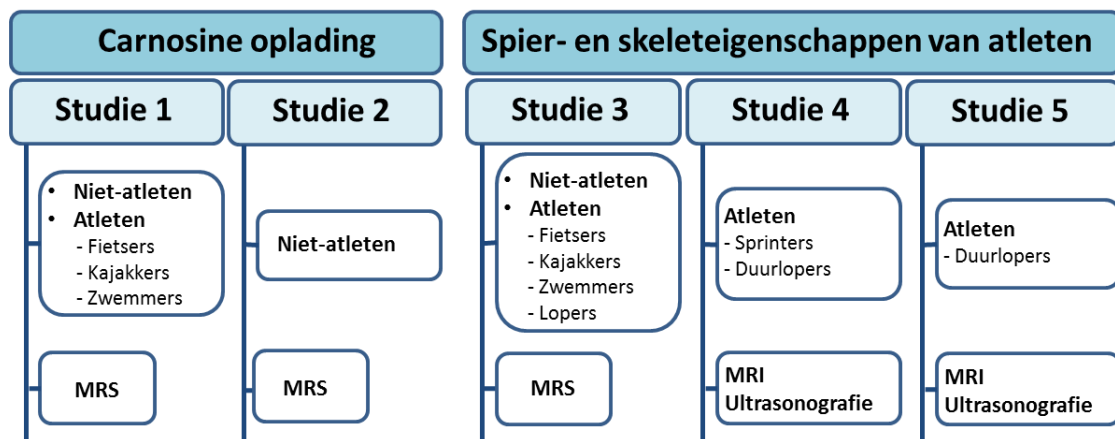 Carnosine oplading
Studie 1
• Niet-atleten
• Atleten
- Fietsers
- Kajakkers
- Zwemmers
MRS
Studie 2
Niet-atleten
MRS
Spier- en skeleteigenschappen van atleten
Studie 3
• Niet-atleten
• Atleten
- Fietsers
- Kajakkers
- Zwemmers
- Lopers
MRS
Studie 4
Atleten
- Sprinters
- Duurlopers
MRI
Ultrasonografie
Studie 5
Atleten
- Duurlopers
MRI
Ultrasonografie